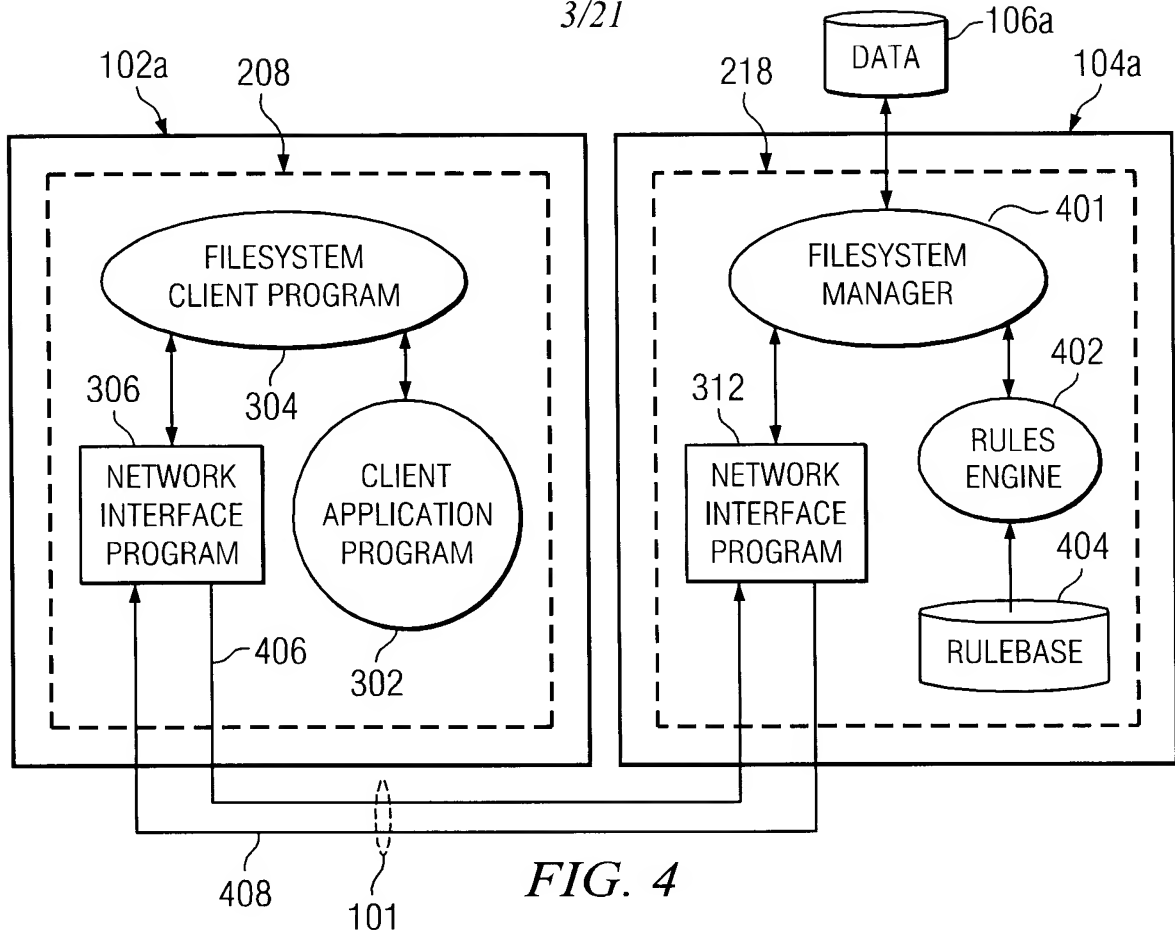 3/21
102a
208
218
DATA
106a
104a
FILESYSTEM
CLIENT PROGRAM
304
306
NETWORK
INTERFACE
PROGRAM
CLIENT
APPLICATION
PROGRAM
302
406
408
101
FILESYSTEM
MANAGER
401
312
NETWORK
INTERFACE
PROGRAM
402
RULES
ENGINE
404
RULEBASE
FIG. 4